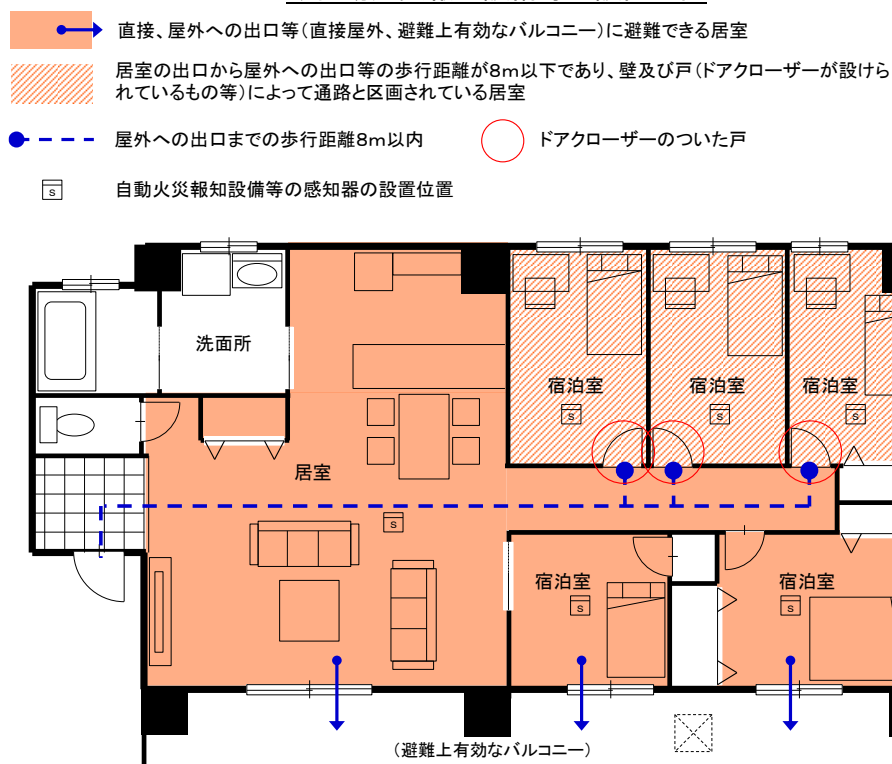 直接、屋外への出口等(直接屋外、避難上有効なバルコニー)に避難できる居室
居室の出口から屋外への出口等の歩行距離が8m以下であり、壁及び戸(ドアクローザーが設けら
れているもの等)によって通路と区画されている居室
屋外への出口までの歩行距離8m以内
ドアクローザーのついた戸
S
自動火災報知設備等の感知器の設置位置
洗面所
宿泊室
宿泊室
宿泊室
S
S
S
居室
S
宿泊室
宿泊室
S
S
(避難上有効なバルコニー)